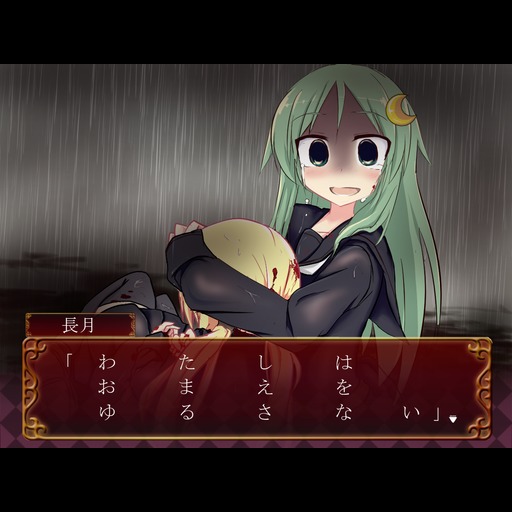 長月
「わたしは
おまえを
ゆるさない」